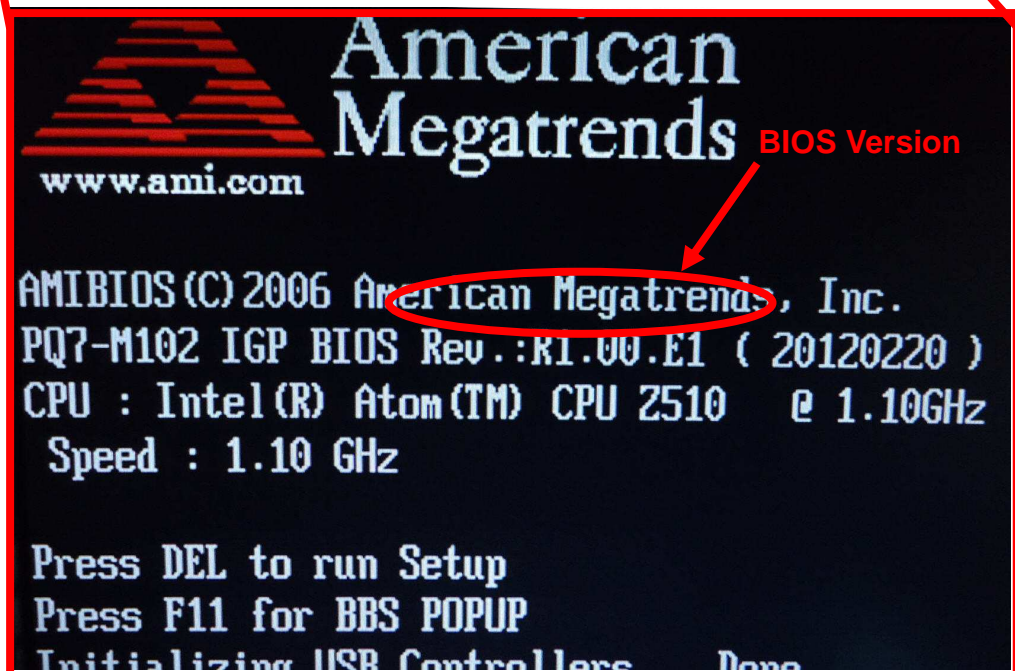 American
Megatrends
BIOS Version
www.ami.com
AMIBIOS(C)2006 American Megatrends, Inc.
PQ7-M102 IGP BIOS Rev.:R1.00.E1 ( 20120220 )
CPU : Intel(R) Atom(TM) CPU Z510 @ 1.10GHz
Speed : 1.10 GHz
Press DEL to run Setup
Press F11 for BBS POPUP
Initializing USB Controllers .. Done